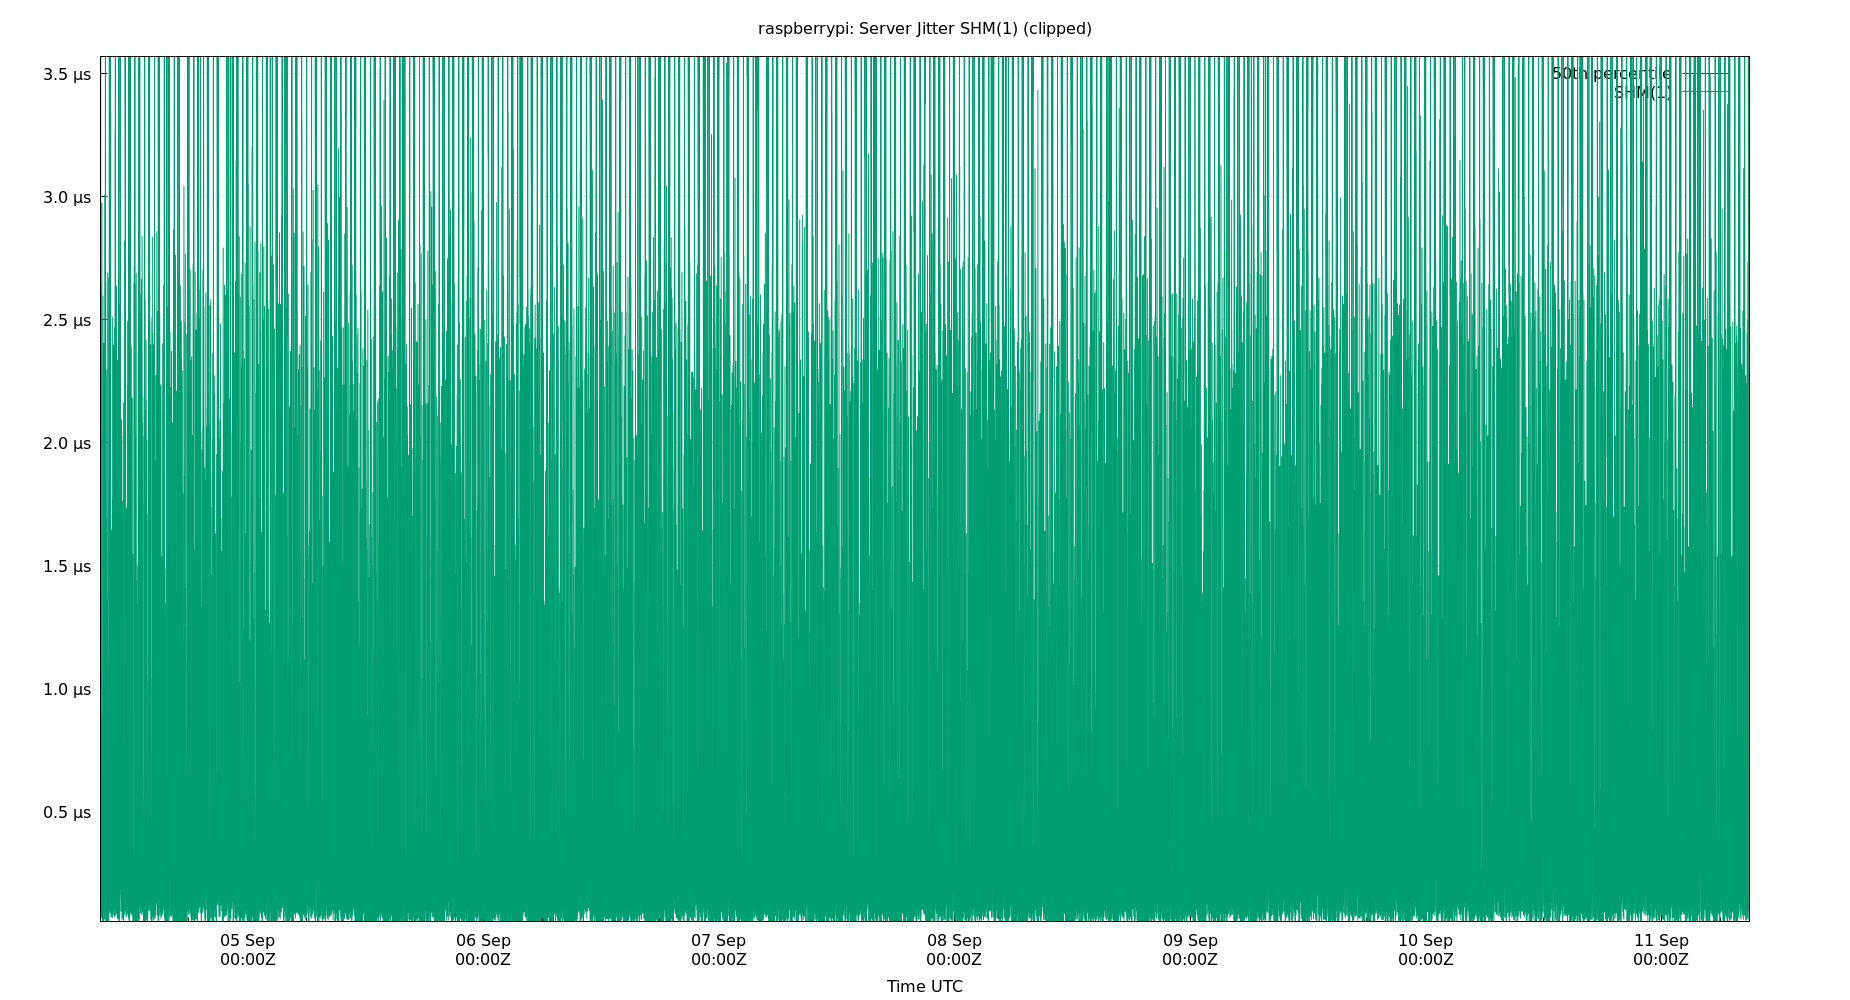 raspberrypi: Server Jitter SHM(1) (clipped)
3.5 µs
50th percentile
SHM(1)
3.0 µs
2.5 µs
2.0 µs
1.5 µs
1.0 µs
0.5 µs
05 Sep 06 Sep 07 Sep 08 Sep 09 Sep 10 Sep 11 Sep
00:00Z 00:00Z 00:00Z 00:00Z 00:00Z 00:00Z 00:00Z
Time UTC